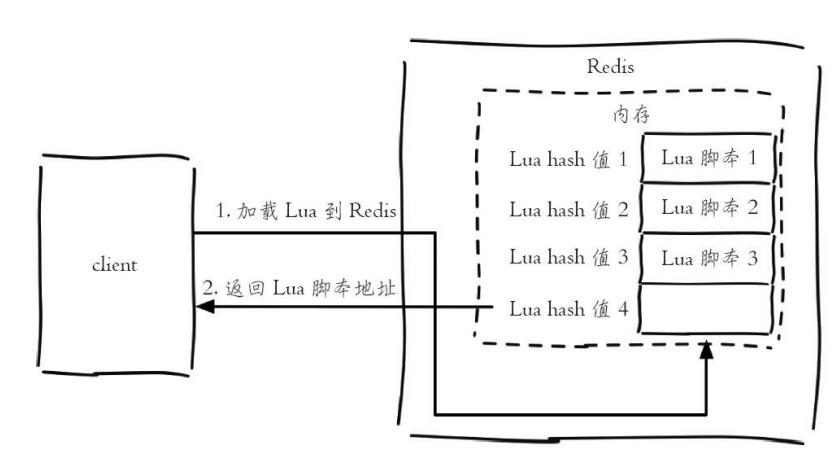 Redis
内存
Lua hash 值 1 Lua 脚本 1
Lua hash 值 2 Lua 脚本 2
Lua hash 值 3 Lua 脚本 3
Lua hash 值 4
client
1. 加载 Lua 到 Redis
2. 返回 Lua 脚本地址